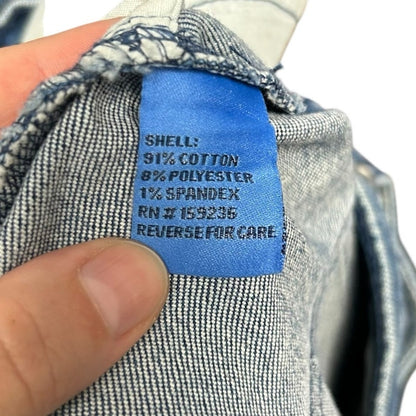 SHELL:
91% COTTON
8% POLYESTER
1% SPANDEX
RN # 159236
REVERSE FOR CARE